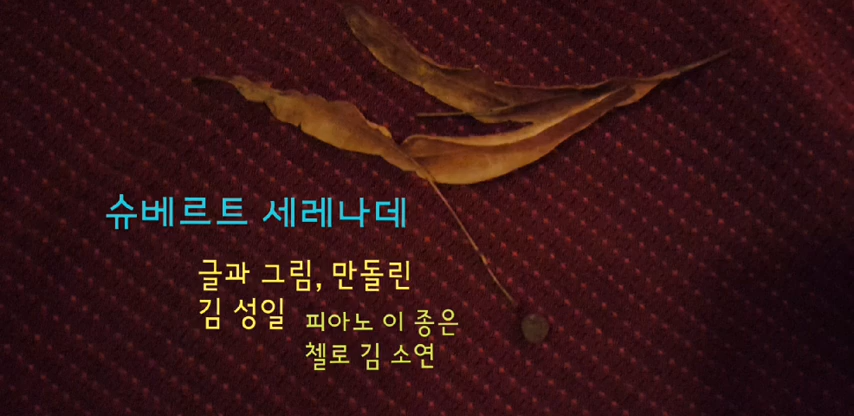 슈베르트 세레나데
글과 그림, 만돌린
김 성일
피아노 이 종은
첼로 김 소연